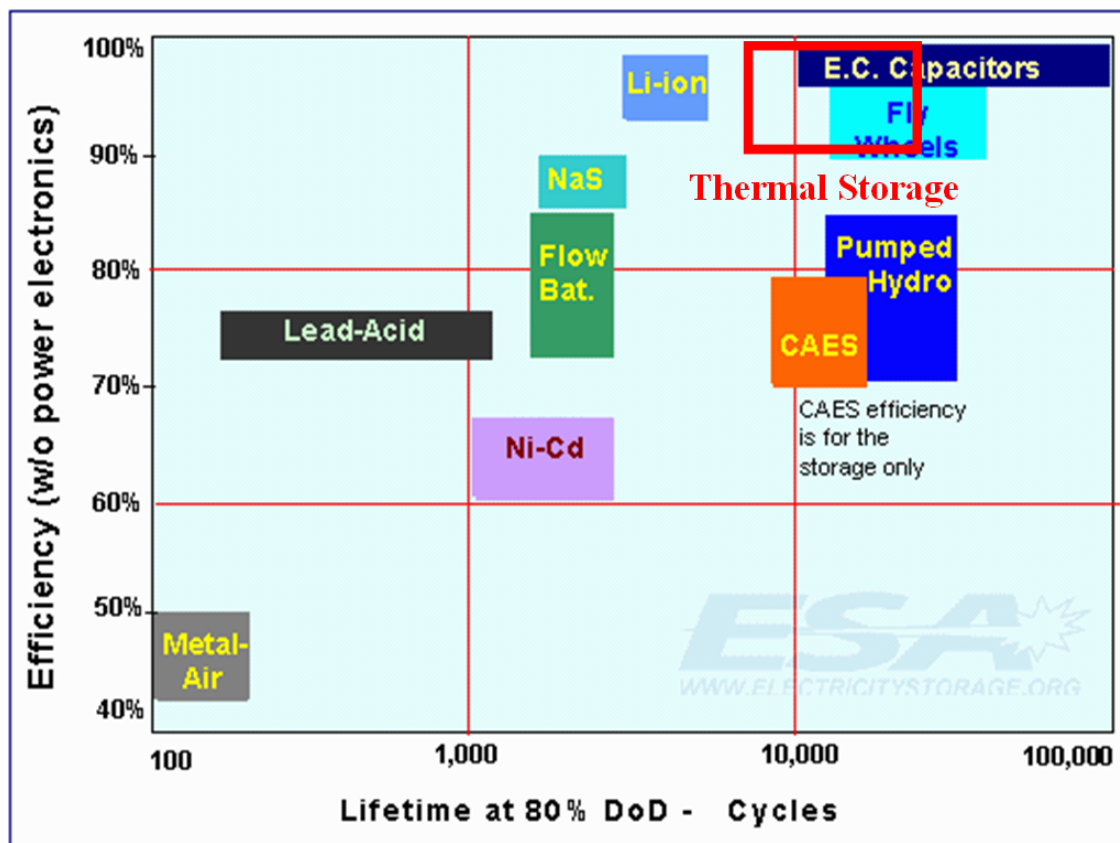 Efficiency (w/o power electronics)
100%
90%
80%
70%
60%
50%
40%
E.C. Capacitors
Li-ion
Fly
Wheels
Thermal Storage
NaS
Flow
Bat.
Pumped
Hydro
Lead-Acid
CAES
CAES efficiency
is for the
storage only
Ni-Cd
Metal-
Air
ESA
WWW.ELECTRICITYSTORAGE.ORG
100
1,000
10,000
100,000
Lifetime at 80% DoD - Cycles